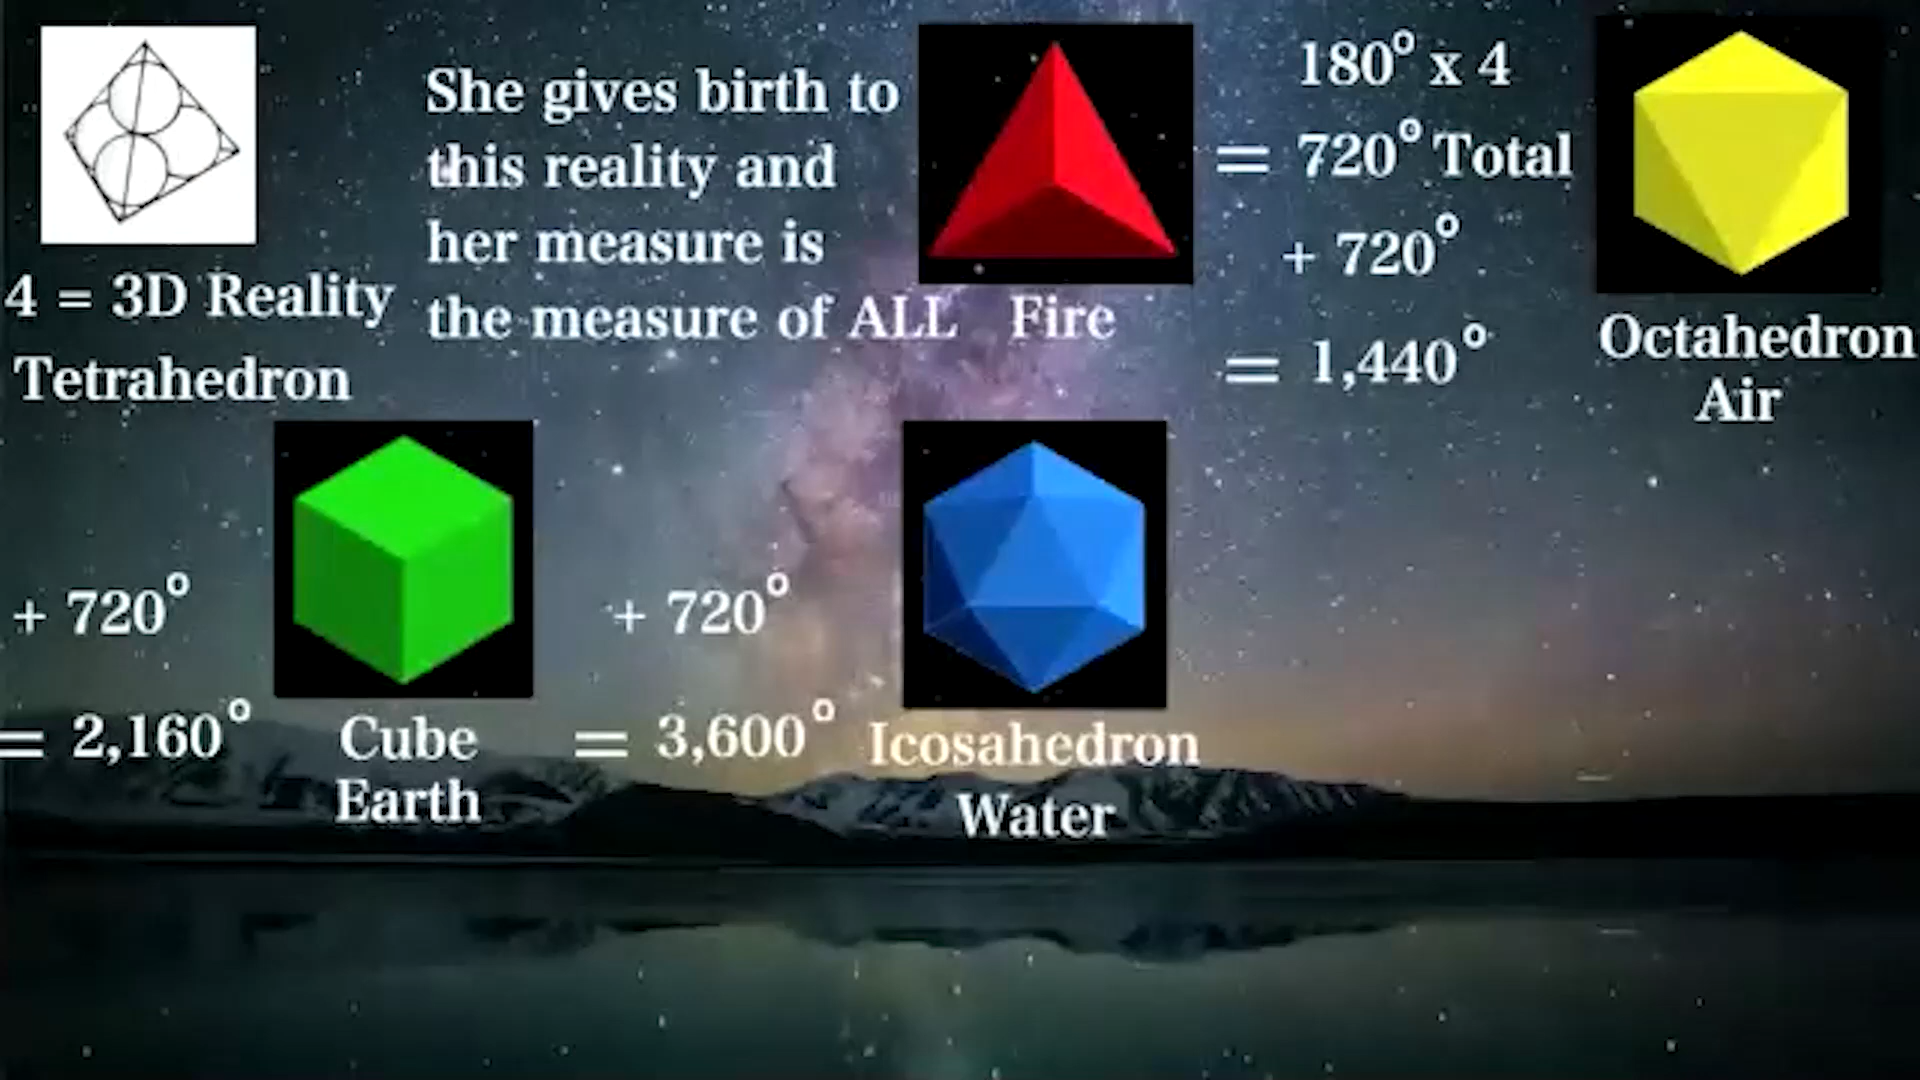 4 = 3D Reality
Tetrahedron
She gives birth to
this reality and
her measure is
the measure of ALL
Fire
180° x 4
= 720° Total
+ 720°
= 1,440°
Octahedron
Air
+ 720°
= 2,160°
Cube
Earth
+ 720°
= 3,600°
Icosahedron
Water